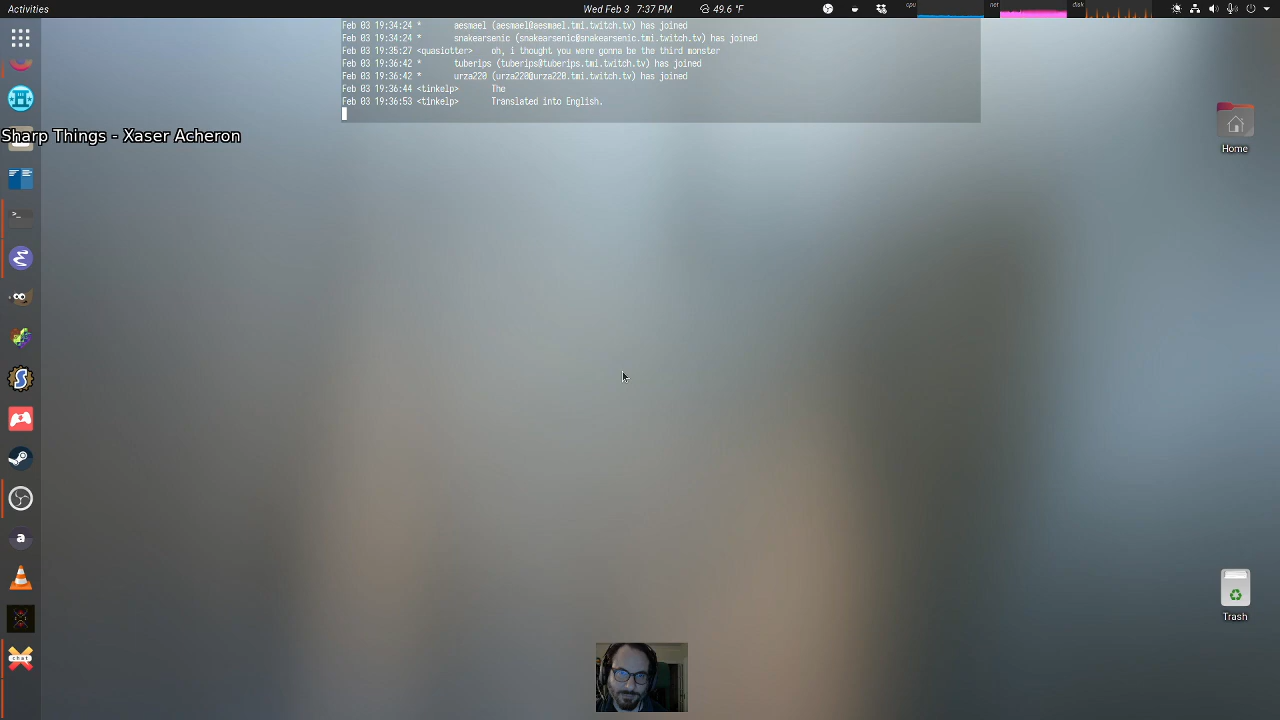 Activities
Wed Feb 3 7:37 PM
49.6 °F
cpu
net
disk
Feb 03 19:34:24 * aesmael (aesmael@aesmael.tmi.twitch.tv) has joined
Feb 03 19:34:24 * snakearsenic (snakearsenic@snakearsenic.tmi.twitch.tv) has joined
Feb 03 19:35:27 <quasiotter> oh, i thought you were gonna be the third monster
Feb 03 19:36:42 * tuberips (tuberips@tuberips.tmi.twitch.tv) has joined
Feb 03 19:36:42 * urza220 (urza220@urza220.tmi.twitch.tv) has joined
Feb 03 19:36:44 <tinkelp> The
Feb 03 19:36:53 <tinkelp> Translated into English.
Sharp Things - Xaser Acheron
Home
>_
a
Trash
Chat